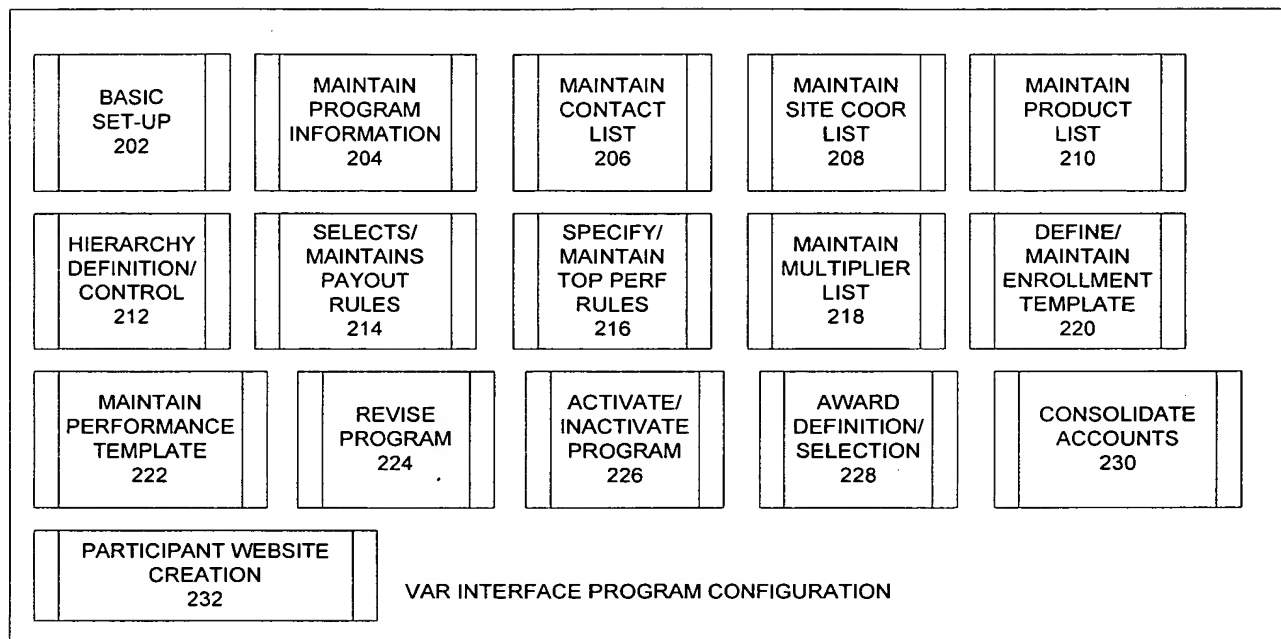 BASIC
SET-UP
202
MAINTAIN
PROGRAM
INFORMATION
204
MAINTAIN
CONTACT
LIST
206
MAINTAIN
SITE COOR
LIST
208
MAINTAIN
PRODUCT
LIST
210
HIERARCHY
DEFINITION/
CONTROL
212
SELECTS/
MAINTAINS
PAYOUT
RULES
214
SPECIFY/
MAINTAIN
TOP PERF
RULES
216
MAINTAIN
MULTIPLIER
LIST
218
DEFINE/
MAINTAIN
ENROLLMENT
TEMPLATE
220
MAINTAIN
PERFORMANCE
TEMPLATE
222
REVISE
PROGRAM
224
ACTIVATE/
INACTIVATE
PROGRAM
226
AWARD
DEFINITION/
SELECTION
228
CONSOLIDATE
ACCOUNTS
230
PARTICIPANT WEBSITE
CREATION
232
VAR INTERFACE PROGRAM CONFIGURATION